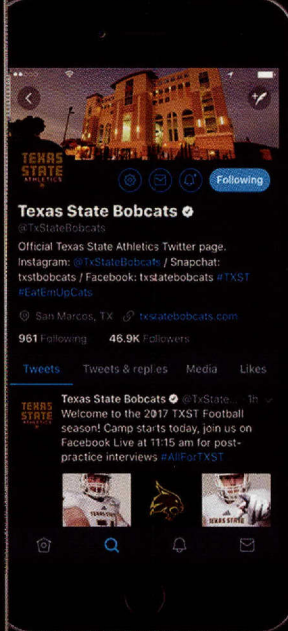 TEXAS
STATE
ATHLETICS
Following
Texas State Bobcats
@TxStateBobcats
Official Texas State Athletics Twitter page.
Instagram: @TxStateBobcats / Snapchat:
txstbobcats / Facebook: txstatebobcats #TXST
#EatEmUpCats
San Marcos, TX txstatebobcats.com
961 Following 46.9K Followers
Tweets Tweets & replies Media Likes
TEXAS
STATE
Texas State Bobcats @TxState... 1h
Welcome to the 2017 TXST Football
season! Camp starts today, join us on
Facebook Live at 11:15 am for post-
practice interviews #AllForTXST
TEXAS STATE